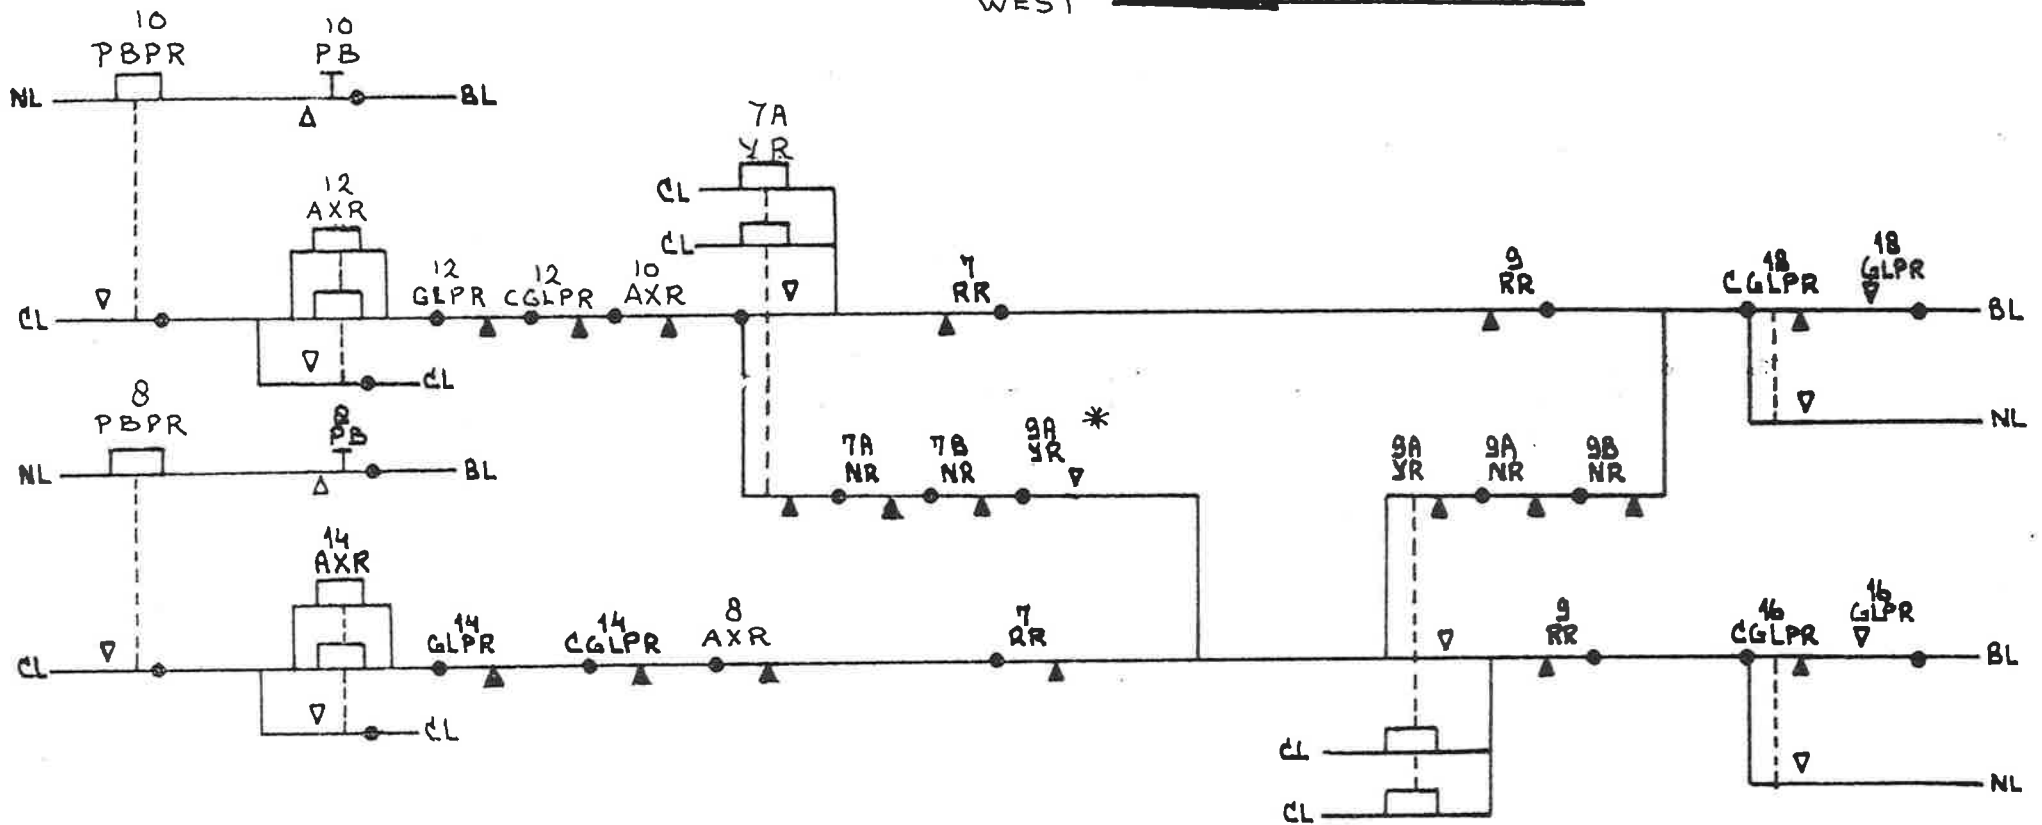 WEST
10
PBPR
10
PB
NL
BL
7A
YR
CL
12
AXR
CL
12
GLPR
12
CGLPR
10
AXR
7
RR
9
RR
18
CGLPR
18
GLPR
CL
BL
CL
NL
8
PBPR
8
PB
NL
BL
7A
NR
7B
NR
9A
YR
*
9A
YR
9A
NR
9B
NR
14
AXR
14
GLPR
14
CGLPR
8
AXR
7
RR
9
RR
16
CGLPR
16
GLPR
CL
BL
CL
CL
NL
CL